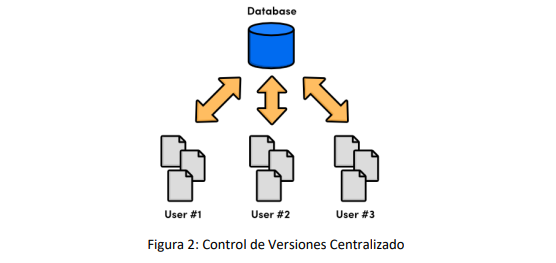 Database
User #1
User #2
User #3
Figura 2: Control de Versiones Centralizado